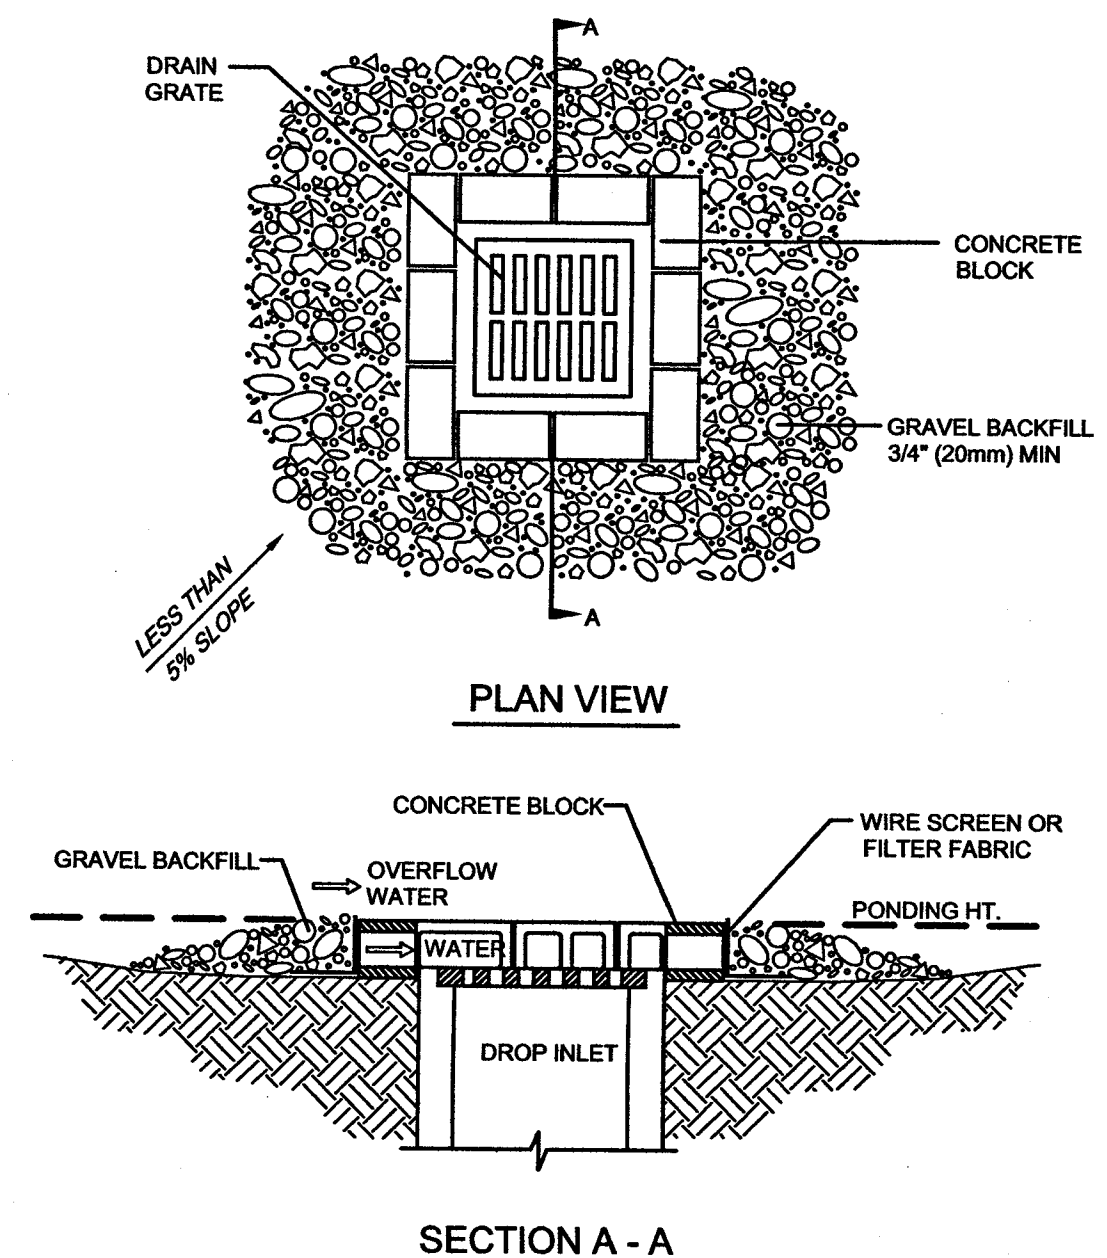 A
DRAIN
GRATE
CONCRETE
BLOCK
GRAVEL BACKFILL
3/4" (20mm) MIN
LESS THAN
5% SLOPE
A
PLAN VIEW
CONCRETE BLOCK
WIRE SCREEN OR
FILTER FABRIC
GRAVEL BACKFILL
OVERFLOW
WATER
PONDING HT.
WATER
DROP INLET
SECTION A - A